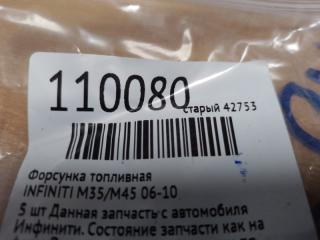 110080
старый 42753
Форсунка топливная
INFINITI M35/M45 06-10
5 шт Данная запчасть с автомобиля
Инфинити. Состояние запчасти как на